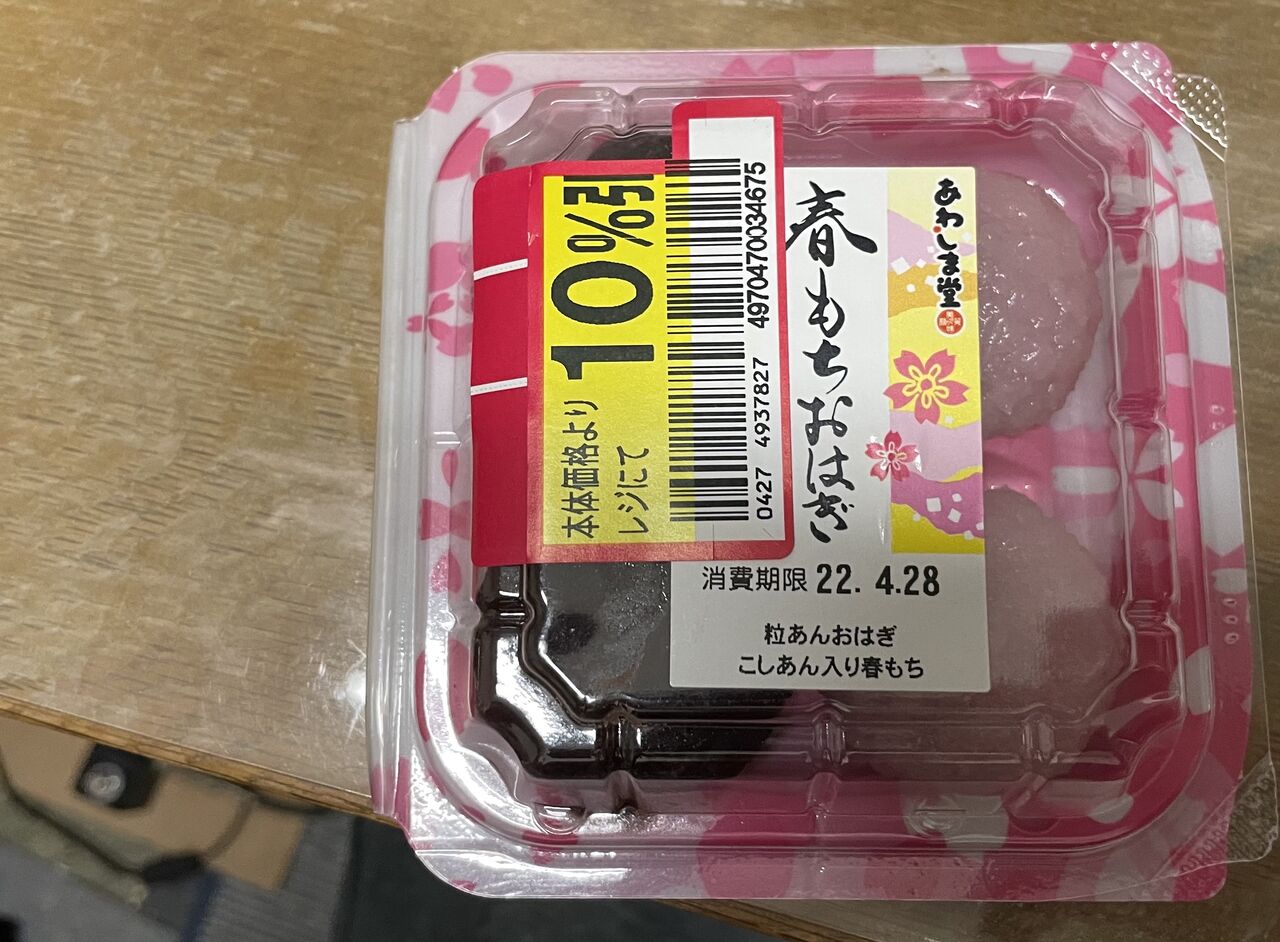 あわしま堂
春もちおはぎ
消費期限 22. 4.28
粒あんおはぎ
こしあん入り春もち
本体価格より
レジにて
10%引
0427 4937827 4970470034675